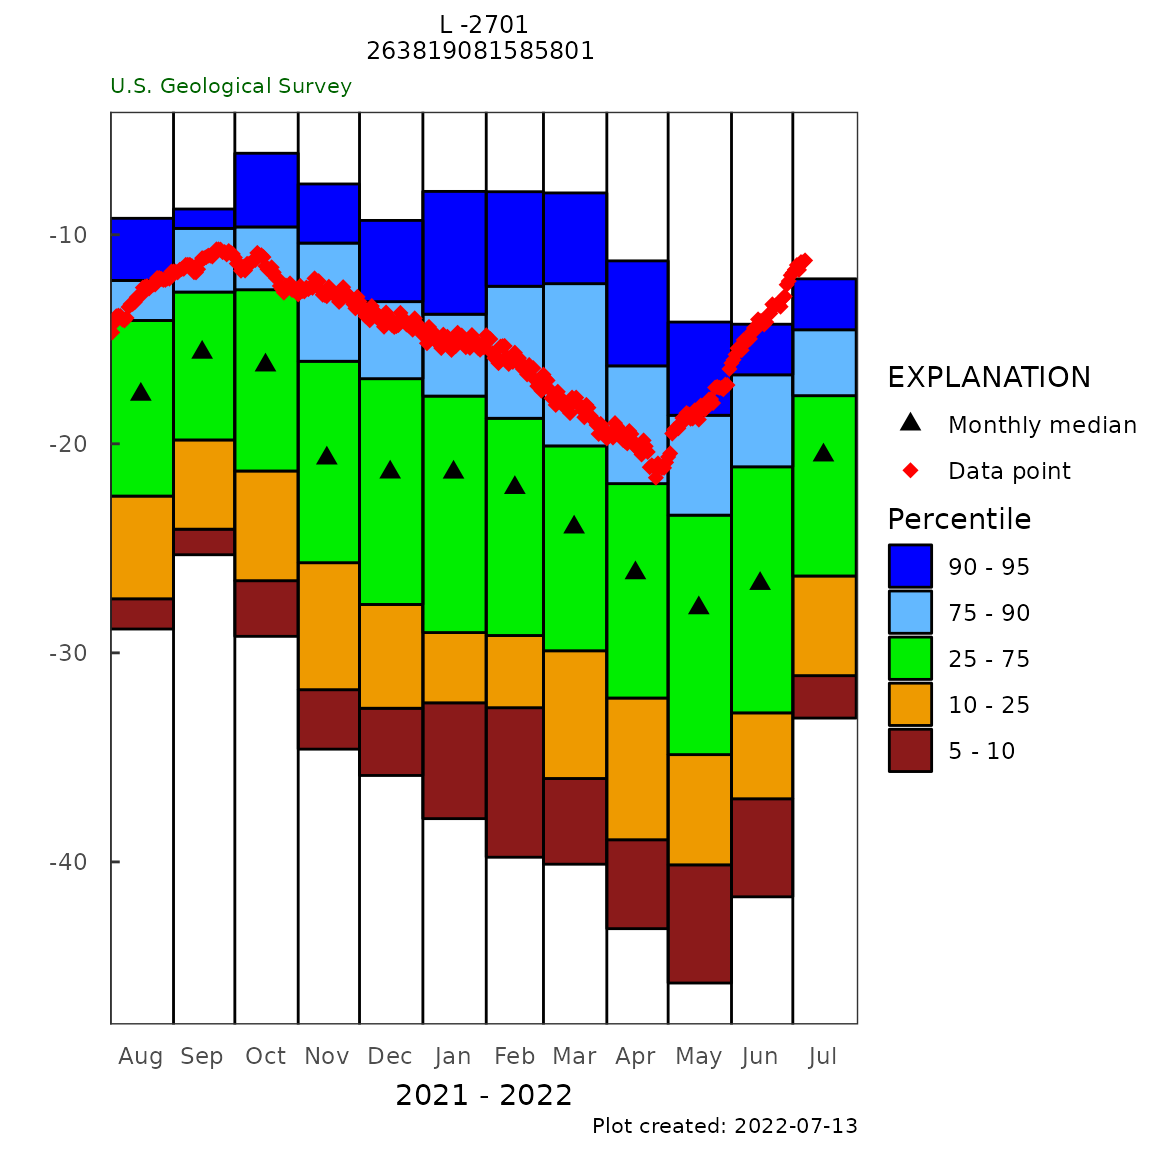 L -2701
263819081585801
U.S. Geological Survey
-10
-20
-30
-40
Aug Sep Oct Nov Dec Jan Feb Mar Apr May Jun Jul
2021 - 2022
Plot created: 2022-07-13
EXPLANATION
Monthly median
Data point
Percentile
90 - 95
75 - 90
25 - 75
10 - 25
5 - 10